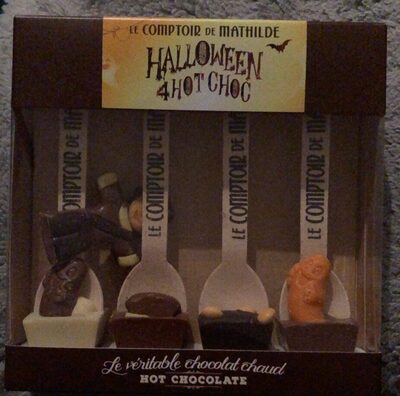 LE COMPTOIR DE MATHILDE
HALLOWEEN
4 HOT CHOC
LE COMPTOIR DE MATHILDE
LE COMPTOIR DE MATHILDE
LE COMPTOIR DE MATHILDE
LE COMPTOIR DE MATHILDE
Le véritable chocolat chaud
HOT CHOCOLATE